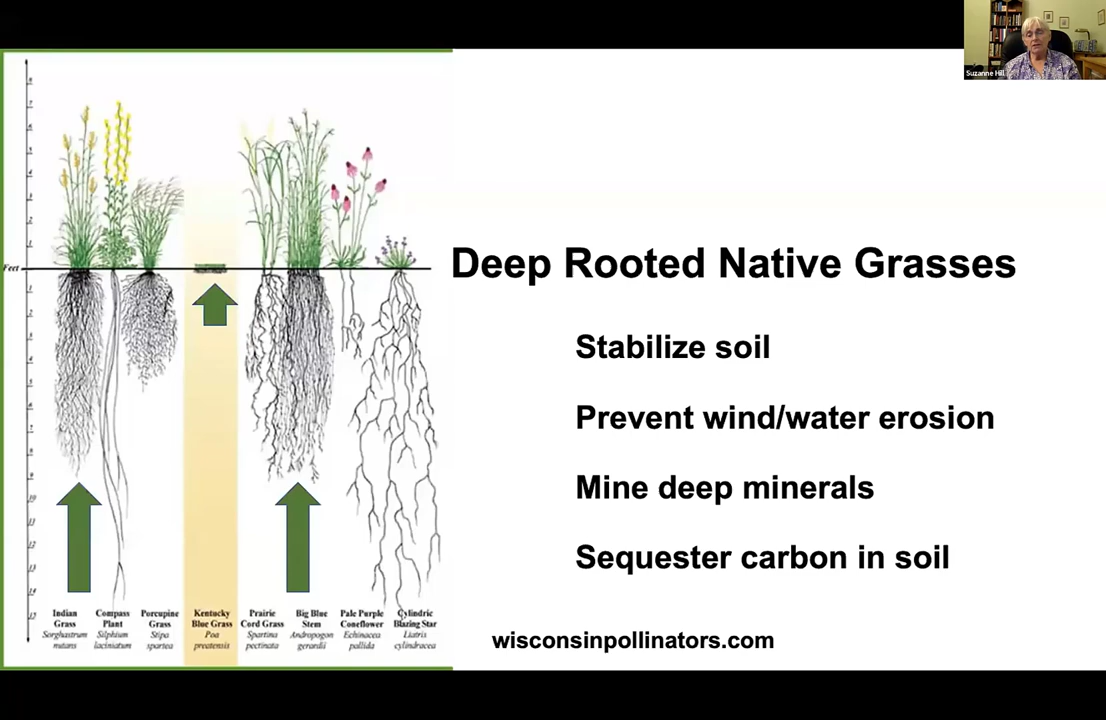 Suzanne Hill
Feet
Deep Rooted Native Grasses
Stabilize soil
Prevent wind/water erosion
Mine deep minerals
Sequester carbon in soil
Indian
Grass
Sorghastrum
nutans
Compass
Plant
Silphium
laciniatum
Porcupine
Grass
Stipa
spartea
Kentucky
Blue Grass
Poa
preatensis
Prairie
Cord Grass
Spartina
pectinata
Big Blue
Stem
Andropogon
gerardii
Pale Purple
Coneflower
Echinacea
pallida
Cylindric
Blazing Star
Liatris
cylindracea
wisconsinpollinators.com